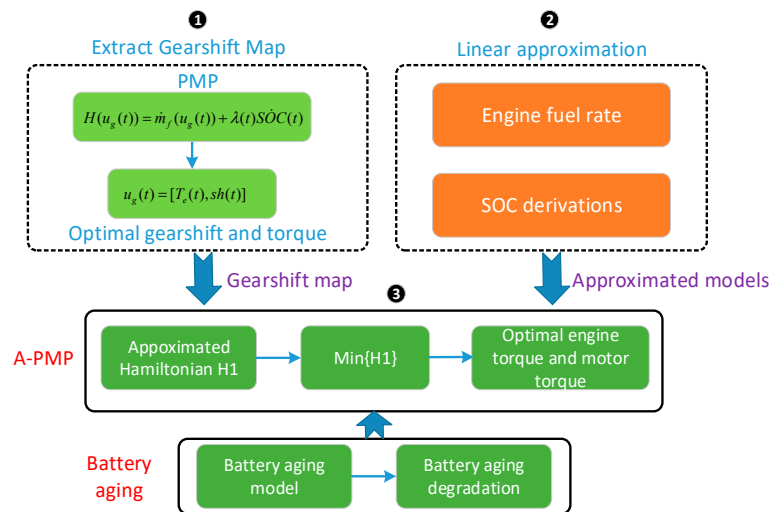 ❶
Extract Gearshift Map
PMP
H(u_g(t)) = ṁ_f(u_g(t)) + λ(t)SȮC(t)
u_g(t) = [T_e(t), sh(t)]
Optimal gearshift and torque
❷
Linear approximation
Engine fuel rate
SOC derivations
Gearshift map
Approximated models
❸
A-PMP
Appoximated
Hamiltonian H1
Min{H1}
Optimal engine
torque and motor
torque
Battery
aging
Battery aging
model
Battery aging
degradation